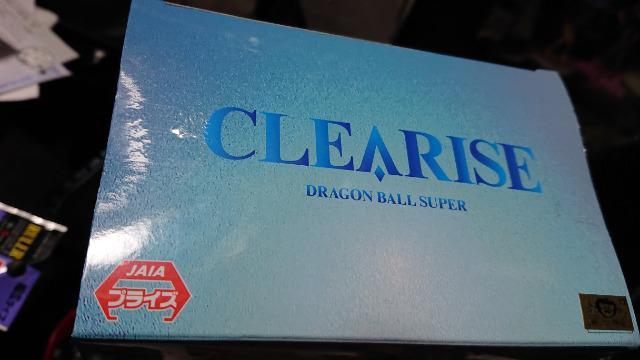 CLEARISE
DRAGON BALL SUPER
JAIA
プライズ